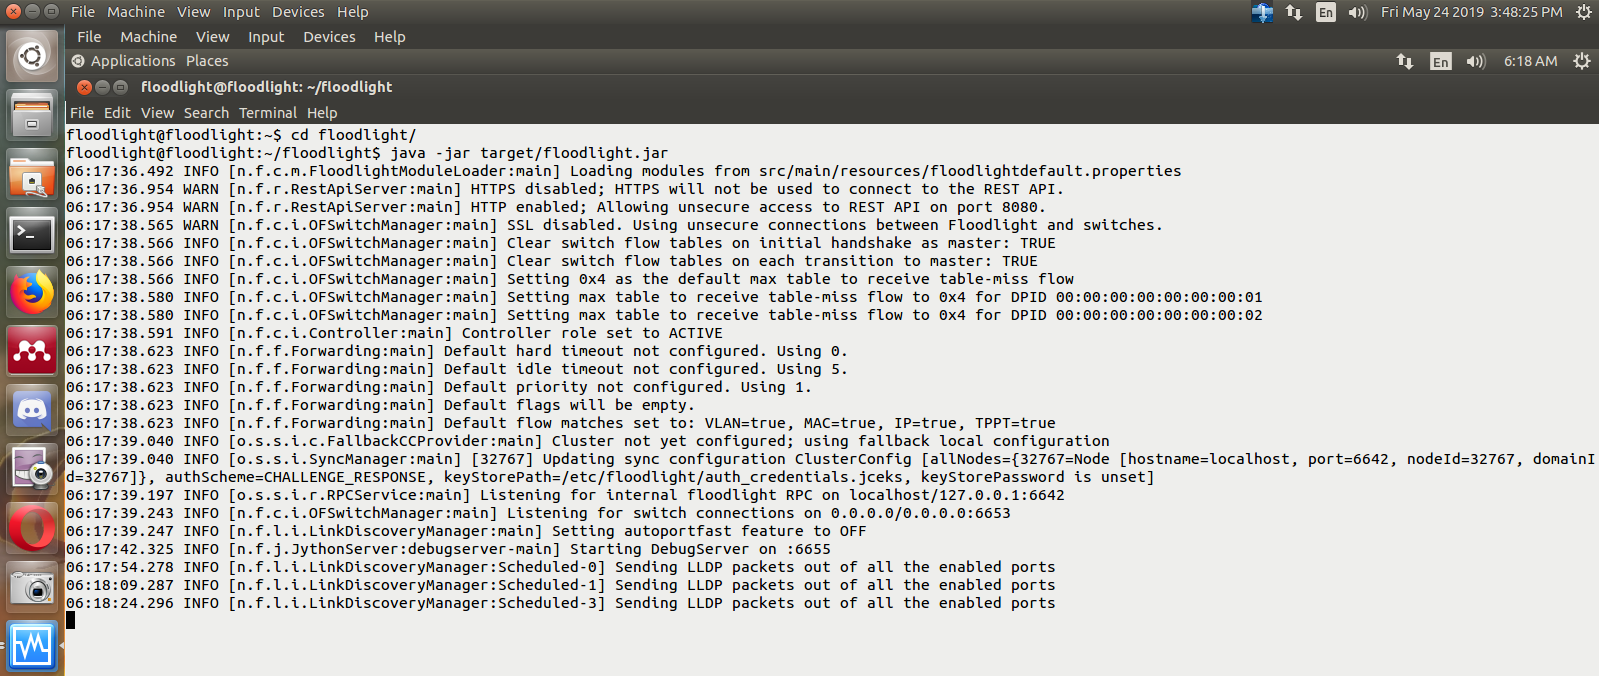 File Machine View Input Devices Help En Fri May 24 2019 3:48:25 PM
File Machine View Input Devices Help
Applications Places En 6:18 AM
floodlight@floodlight: ~/floodlight
File Edit View Search Terminal Help
floodlight@floodlight:~$ cd floodlight/
floodlight@floodlight:~/floodlight$ java -jar target/floodlight.jar
06:17:36.492 INFO [n.f.c.m.FloodlightModuleLoader:main] Loading modules from src/main/resources/floodlightdefault.properties
06:17:36.954 WARN [n.f.r.RestApiServer:main] HTTPS disabled; HTTPS will not be used to connect to the REST API.
06:17:36.954 WARN [n.f.r.RestApiServer:main] HTTP enabled; Allowing unsecure access to REST API on port 8080.
06:17:38.565 WARN [n.f.c.i.OFSwitchManager:main] SSL disabled. Using unsecure connections between Floodlight and switches.
06:17:38.566 INFO [n.f.c.i.OFSwitchManager:main] Clear switch flow tables on initial handshake as master: TRUE
06:17:38.566 INFO [n.f.c.i.OFSwitchManager:main] Clear switch flow tables on each transition to master: TRUE
06:17:38.566 INFO [n.f.c.i.OFSwitchManager:main] Setting 0x4 as the default max table to receive table-miss flow
06:17:38.580 INFO [n.f.c.i.OFSwitchManager:main] Setting max table to receive table-miss flow to 0x4 for DPID 00:00:00:00:00:00:00:01
06:17:38.580 INFO [n.f.c.i.OFSwitchManager:main] Setting max table to receive table-miss flow to 0x4 for DPID 00:00:00:00:00:00:00:02
06:17:38.591 INFO [n.f.c.i.Controller:main] Controller role set to ACTIVE
06:17:38.623 INFO [n.f.f.Forwarding:main] Default hard timeout not configured. Using 0.
06:17:38.623 INFO [n.f.f.Forwarding:main] Default idle timeout not configured. Using 5.
06:17:38.623 INFO [n.f.f.Forwarding:main] Default priority not configured. Using 1.
06:17:38.623 INFO [n.f.f.Forwarding:main] Default flags will be empty.
06:17:38.623 INFO [n.f.f.Forwarding:main] Default flow matches set to: VLAN=true, MAC=true, IP=true, TPPT=true
06:17:39.040 INFO [o.s.s.i.c.FallbackCCProvider:main] Cluster not yet configured; using fallback local configuration
06:17:39.040 INFO [o.s.s.i.SyncManager:main] [32767] Updating sync configuration ClusterConfig [allNodes={32767=Node [hostname=localhost, port=6642, nodeId=32767, domainI
d=32767]}, authScheme=CHALLENGE_RESPONSE, keyStorePath=/etc/floodlight/auth_credentials.jceks, keyStorePassword is unset]
06:17:39.197 INFO [o.s.s.i.r.RPCService:main] Listening for internal floodlight RPC on localhost/127.0.0.1:6642
06:17:39.243 INFO [n.f.c.i.OFSwitchManager:main] Listening for switch connections on 0.0.0.0/0.0.0.0:6653
06:17:39.247 INFO [n.f.l.i.LinkDiscoveryManager:main] Setting autoportfast feature to OFF
06:17:42.325 INFO [n.f.j.JythonServer:debugserver-main] Starting DebugServer on :6655
06:17:54.278 INFO [n.f.l.i.LinkDiscoveryManager:Scheduled-0] Sending LLDP packets out of all the enabled ports
06:18:09.287 INFO [n.f.l.i.LinkDiscoveryManager:Scheduled-1] Sending LLDP packets out of all the enabled ports
06:18:24.296 INFO [n.f.l.i.LinkDiscoveryManager:Scheduled-3] Sending LLDP packets out of all the enabled ports